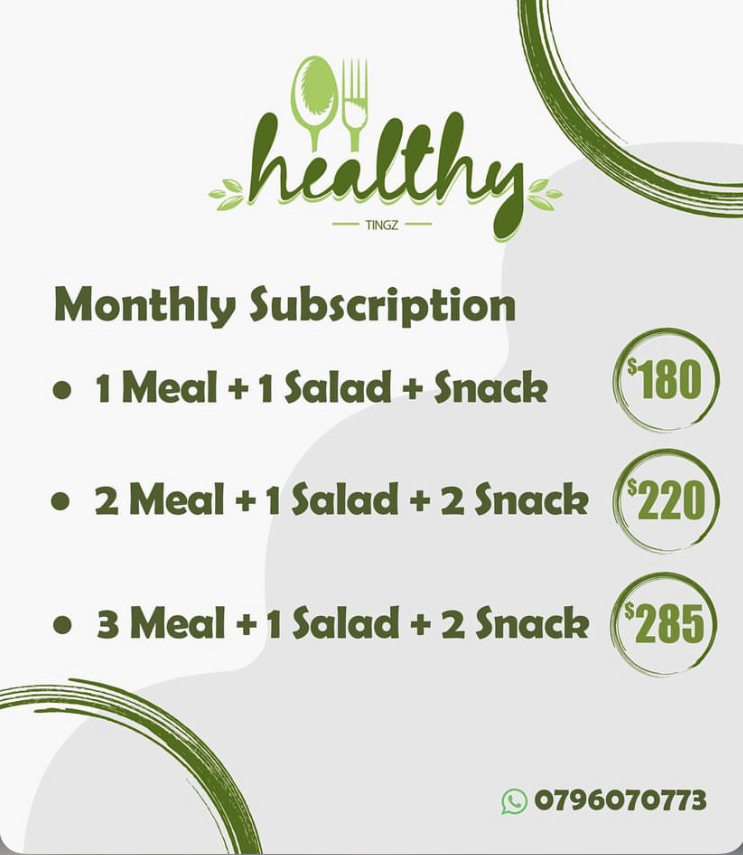 healthy
TINGZ
Monthly Subscription
• 1 Meal + 1 Salad + Snack $180
• 2 Meal + 1 Salad + 2 Snack $220
• 3 Meal + 1 Salad + 2 Snack $285
0796070773